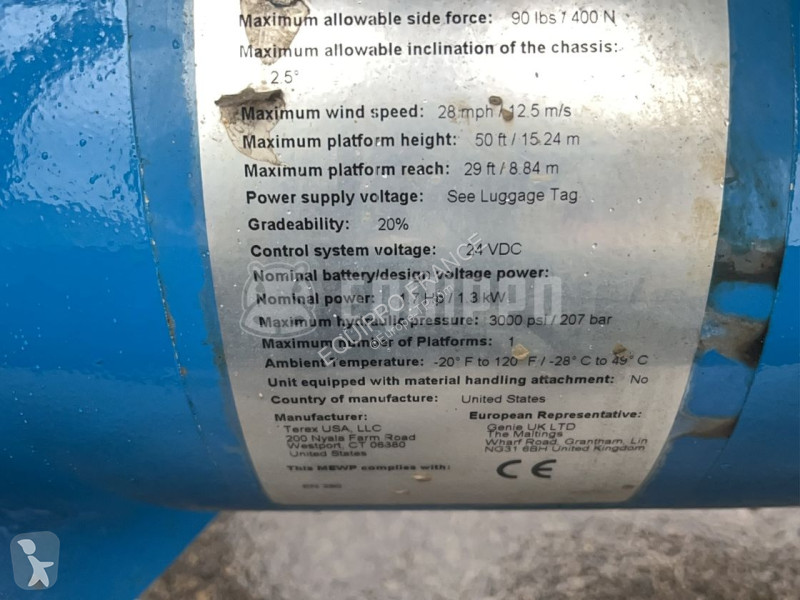 Maximum allowable side force: 90 lbs / 400 N
Maximum allowable inclination of the chassis:
2.5°
Maximum wind speed: 28 mph / 12.5 m/s
Maximum platform height: 50 ft / 15.24 m
Maximum platform reach: 29 ft / 8.84 m
Power supply voltage: See Luggage Tag
Gradeability: 20%
Control system voltage: 24 VDC
Nominal battery/design voltage power:
Nominal power: 1.7 Hp / 1.3 kW
Maximum hydraulic pressure: 3000 psi / 207 bar
Maximum number of Platforms: 1
Ambient Temperature: -20° F to 120° F / -28° C to 49° C
Unit equipped with material handling attachment: No
Country of manufacture: United States
Manufacturer:
Terex USA, LLC
200 Nyala Farm Road
Westport, CT 06880
United States
European Representative:
Genie UK LTD
The Maltings
Wharf Road, Grantham, Lin
NG31 6BH United Kingdom
This MEWP complies with:
CE
EQUIPPO FRANCE